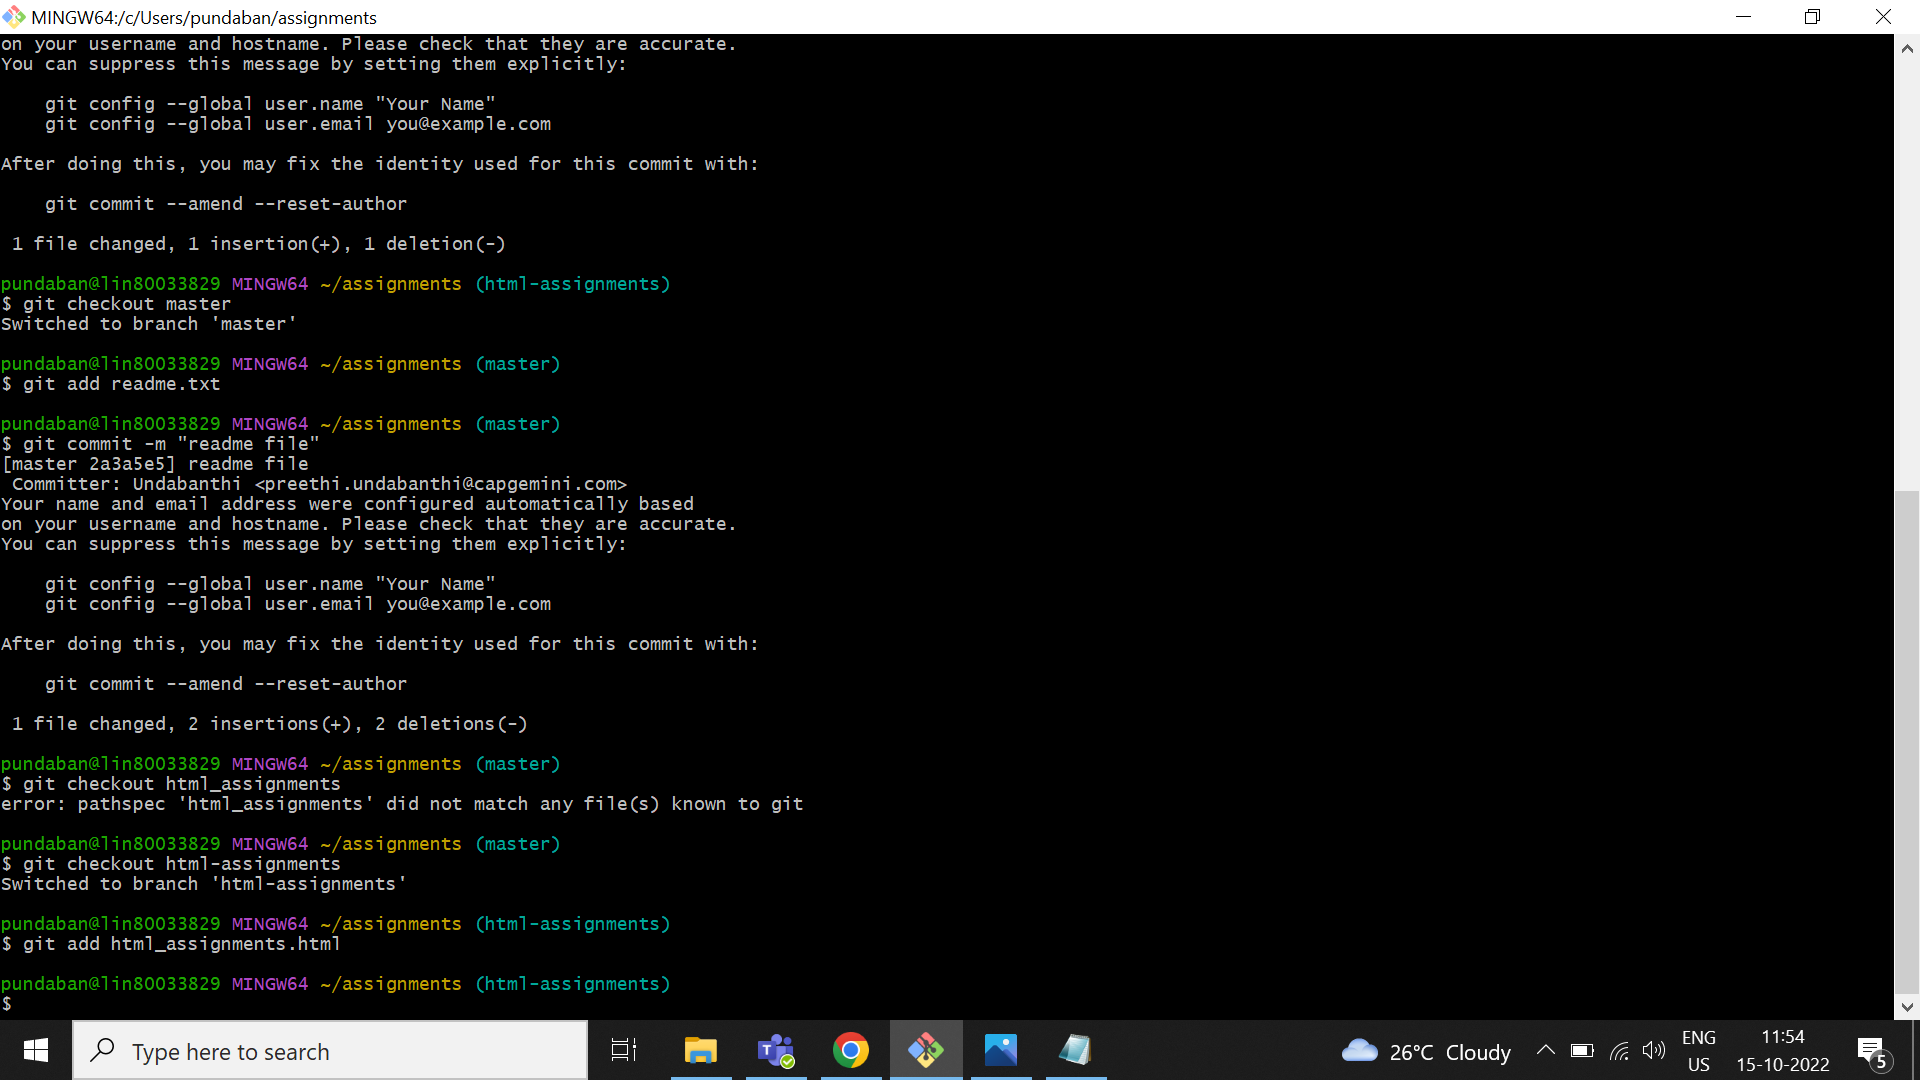 MINGW64:/c/Users/pundaban/assignments
on your username and hostname. Please check that they are accurate.
You can suppress this message by setting them explicitly:
    git config --global user.name "Your Name"
    git config --global user.email you@example.com
After doing this, you may fix the identity used for this commit with:
    git commit --amend --reset-author
 1 file changed, 1 insertion(+), 1 deletion(-)
pundaban@lin80033829 MINGW64 ~/assignments (html-assignments)
$ git checkout master
Switched to branch 'master'
pundaban@lin80033829 MINGW64 ~/assignments (master)
$ git add readme.txt
pundaban@lin80033829 MINGW64 ~/assignments (master)
$ git commit -m "readme file"
[master 2a3a5e5] readme file
 Committer: Undabanthi <preethi.undabanthi@capgemini.com>
Your name and email address were configured automatically based
on your username and hostname. Please check that they are accurate.
You can suppress this message by setting them explicitly:
    git config --global user.name "Your Name"
    git config --global user.email you@example.com
After doing this, you may fix the identity used for this commit with:
    git commit --amend --reset-author
 1 file changed, 2 insertions(+), 2 deletions(-)
pundaban@lin80033829 MINGW64 ~/assignments (master)
$ git checkout html_assignments
error: pathspec 'html_assignments' did not match any file(s) known to git
pundaban@lin80033829 MINGW64 ~/assignments (master)
$ git checkout html-assignments
Switched to branch 'html-assignments'
pundaban@lin80033829 MINGW64 ~/assignments (html-assignments)
$ git add html_assignments.html
pundaban@lin80033829 MINGW64 ~/assignments (html-assignments)
$
Type here to search
26°C Cloudy
ENG
US
11:54
15-10-2022
5